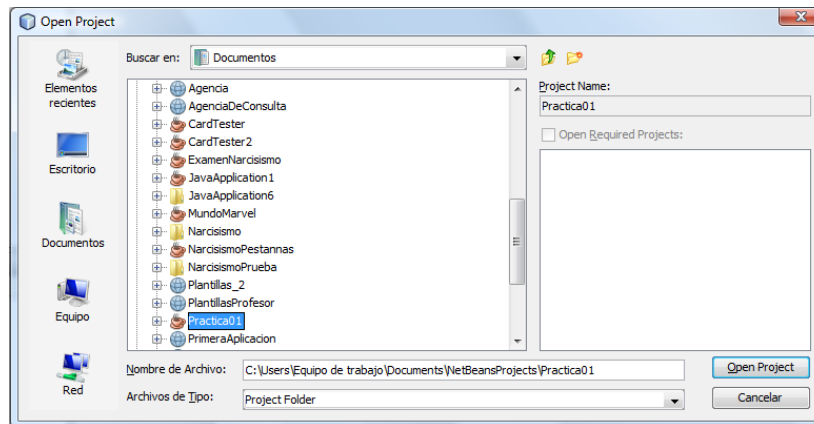 Open Project
Buscar en: Documentos
Elementos recientes
Escritorio
Documentos
Equipo
Red
Agencia
AgenciaDeConsulta
CardTester
CardTester2
ExamenNarcisismo
JavaApplication1
JavaApplication6
MundoMarvel
Narcisismo
NarcisismoPestannas
NarcisismoPrueba
Plantillas_2
PlantillasProfesor
Practica01
PrimeraAplicacion
Project Name:
Practica01
Open Required Projects:
Nombre de Archivo: C:\Users\Equipo de trabajo\Documents\NetBeansProjects\Practica01
Archivos de Tipo: Project Folder
Open Project
Cancelar